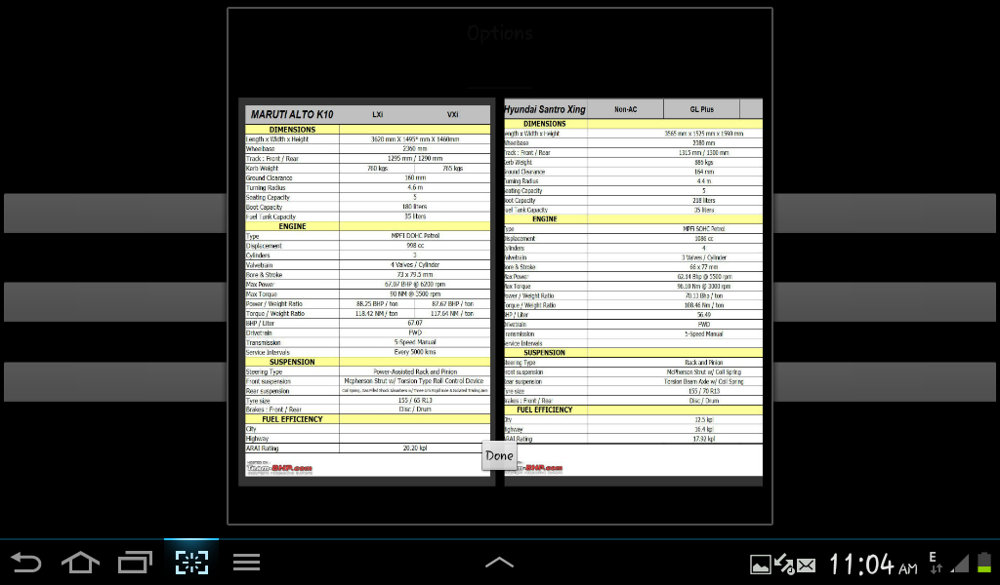 Options
MARUTI ALTO K10 LXi VXi
DIMENSIONS
Length x Width x Height 3620 mm X 1495* mm X 1460mm
Wheelbase 2360 mm
Track : Front / Rear 1295 mm / 1290 mm
Kerb Weight 760 kgs 765 kgs
Ground Clearance 160 mm
Turning Radius 4.6 m
Seating Capacity 5
Boot Capacity 180 liters
Fuel Tank Capacity 35 liters
ENGINE
Type MPFI DOHC Petrol
Displacement 998 cc
Cylinders 3
Valvetrain 4 Valves / Cylinder
Bore & Stroke 73 x 79.5 mm
Max Power 67.07 BHP @ 6200 rpm
Max Torque 90 NM @ 3500 rpm
Power / Weight Ratio 88.25 BHP / ton 87.67 BHP / ton
Torque / Weight Ratio 118.42 NM / ton 117.64 NM / ton
BHP / Liter 67.07
Drivetrain FWD
Transmission 5-Speed Manual
Service Intervals Every 5000 kms
SUSPENSION
Steering Type Power-Assisted Rack and Pinion
Front suspension Mcpherson Strut w/ Torsion Type Roll Control Device
Rear suspension
Tyre size 155 / 65 R13
Brakes : Front / Rear Disc / Drum
FUEL EFFICIENCY
City
Highway
ARAI Rating 20.20 kpl
Team-BHP.com
Hyundai Santro Xing Non-AC GL Plus
DIMENSIONS
ength x Width x Height 3565 mm x 1525 mm x 1590 mm
Wheelbase 2380 mm
Track : Front / Rear 1315 mm / 1300 mm
Kerb Weight 886 kgs
round Clearance 164 mm
urning Radius 4.4 m
eating Capacity 5
oot Capacity 218 liters
uel Tank Capacity 35 liters
ENGINE
ype MPFI SOHC Petrol
isplacement 1086 cc
ylinders 4
alvetrain 3 Valves / Cylinder
ore & Stroke 66 x 77 mm
Max Power 62.14 Bhp @ 5500 rpm
Max Torque 96.10 Nm @ 3000 rpm
ower / Weight Ratio 70.13 Bhp / ton
orque / Weight Ratio 108.46 Nm / ton
BHP / Liter 56.49
rivetrain FWD
ransmission 5-Speed Manual
ervice Intervals
SUSPENSION
teering Type Rack and Pinion
ront suspension McPherson Strut w/ Coil Spring
ear suspension Torsion Beam Axle w/ Coil Spring
yre size 155 / 70 R13
rakes : Front / Rear Disc / Drum
FUEL EFFICIENCY
ity 12.5 kpl
ighway 16.4 kpl
ARAI Rating 17.92 kpl
m-BHP.com
Done
11:04 AM
E